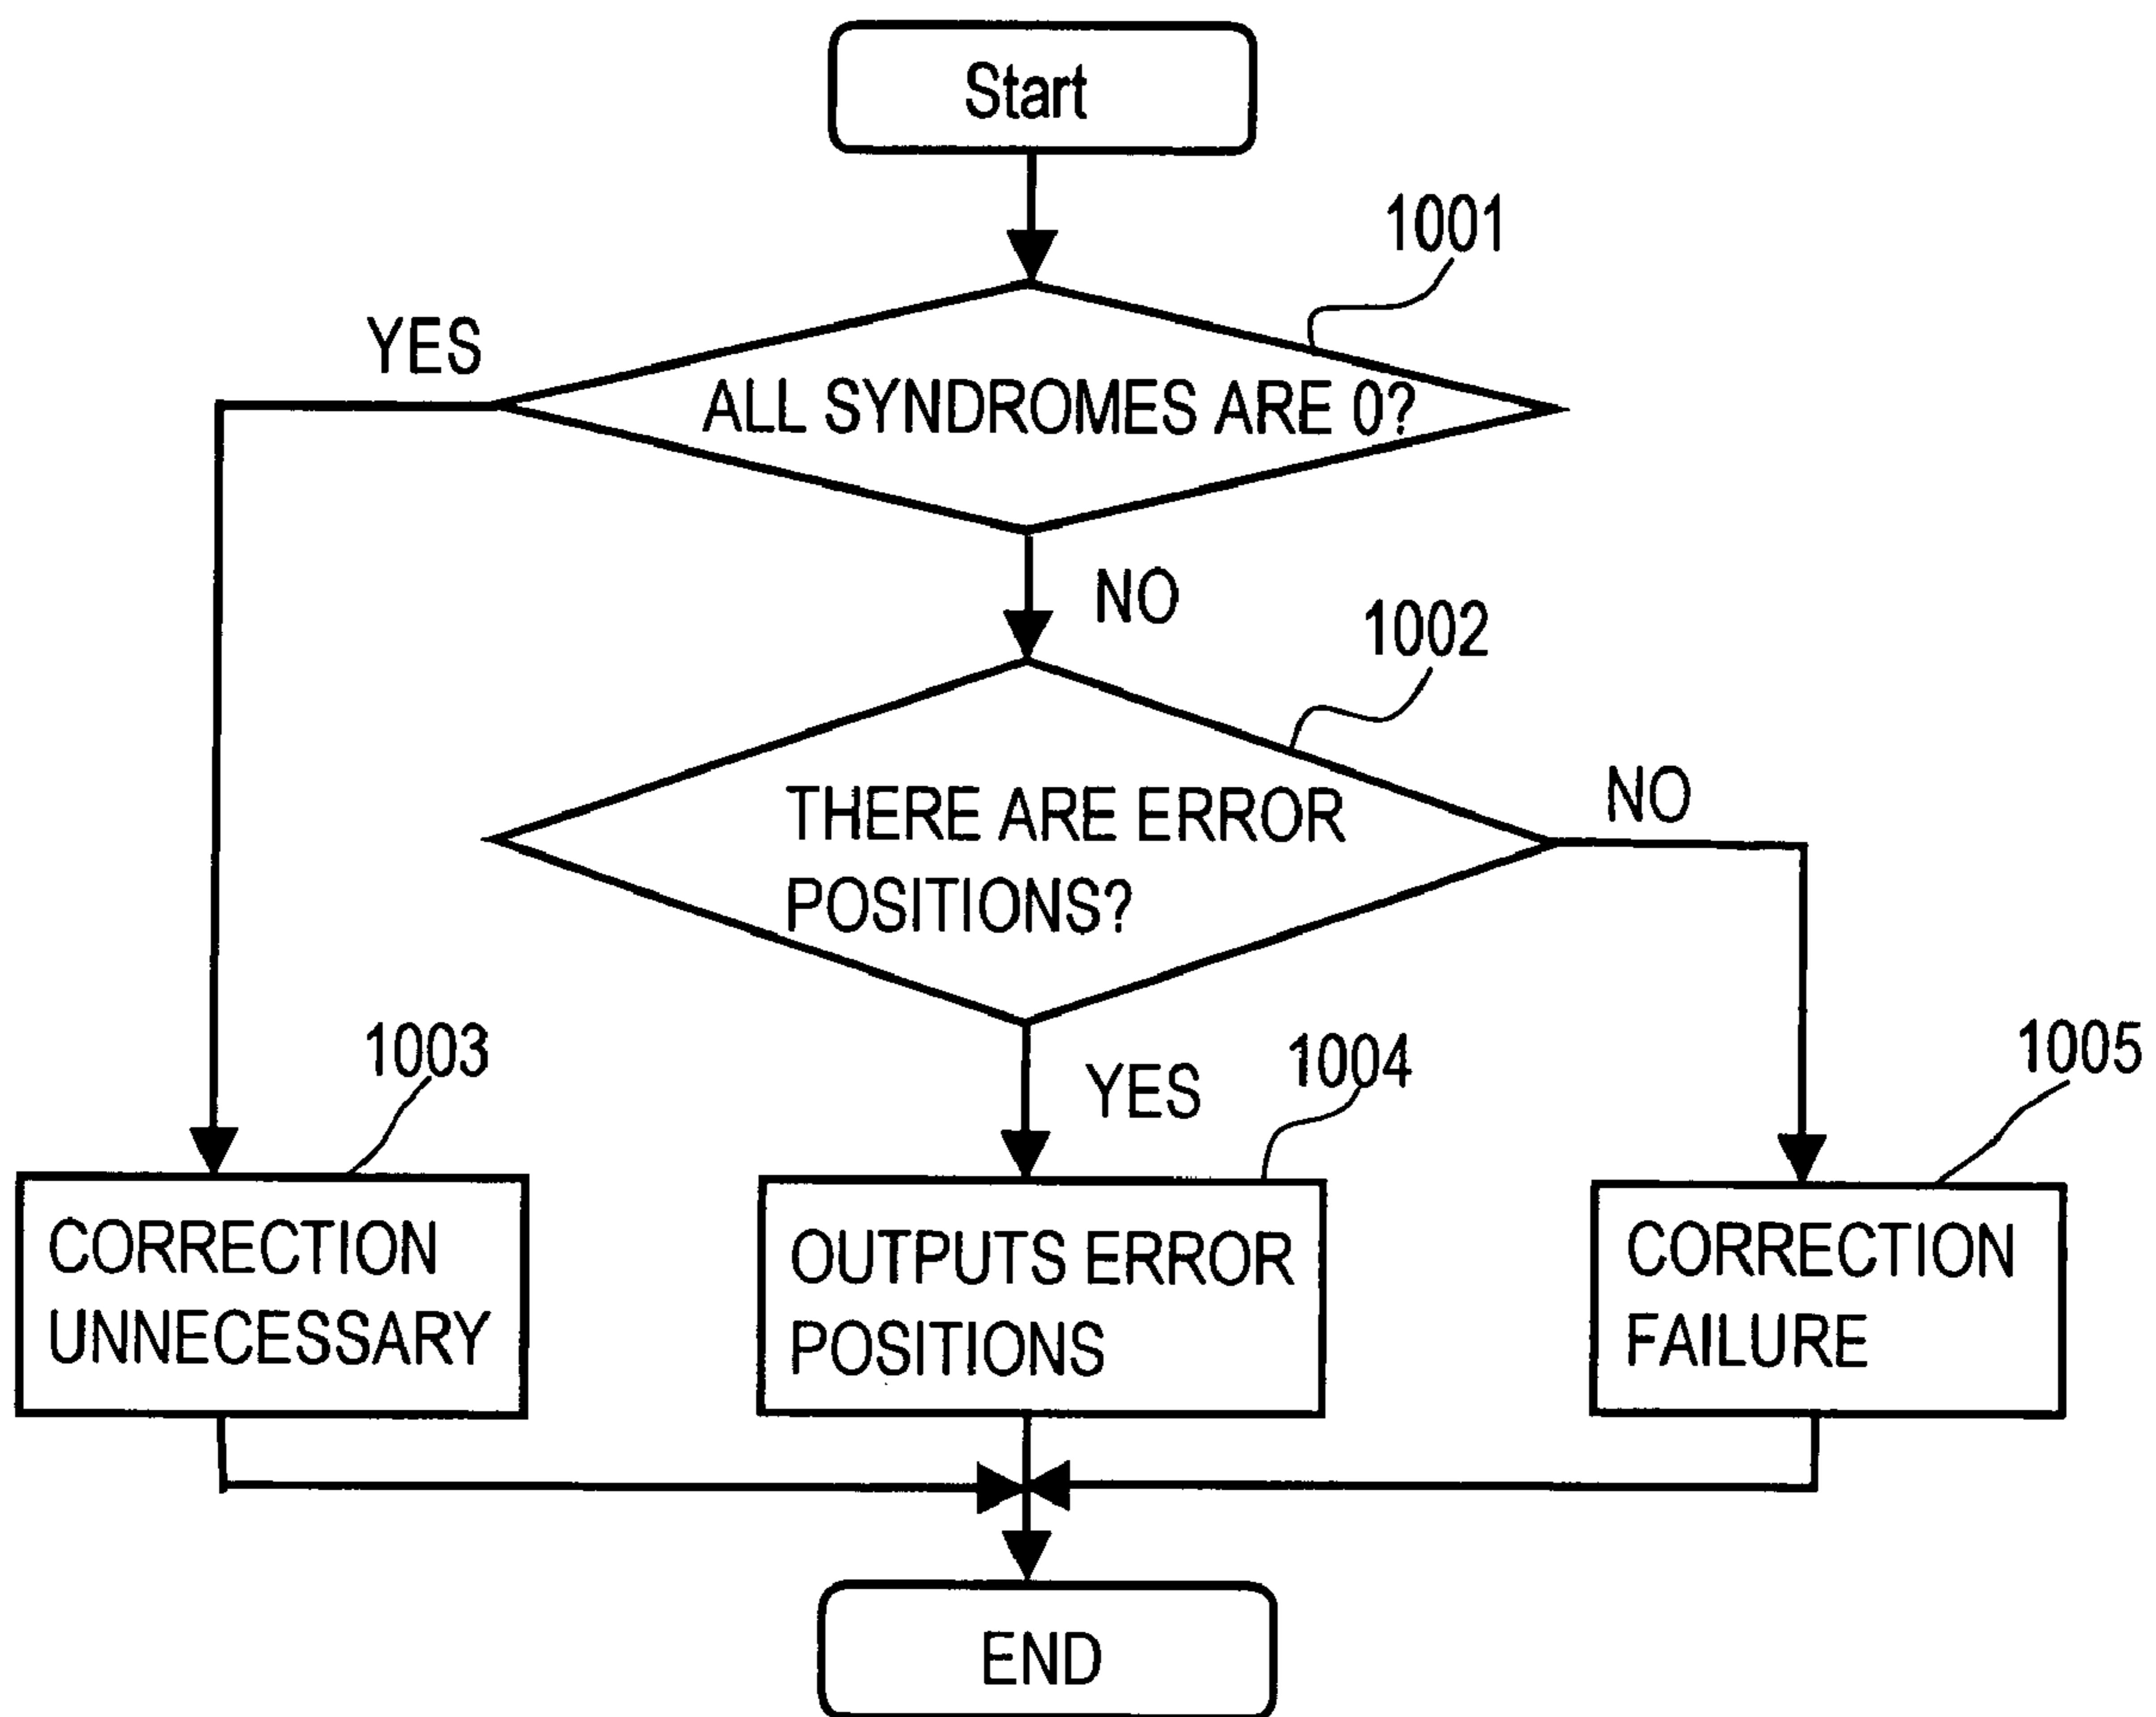 Start
1001
YES
ALL SYNDROMES ARE 0?
NO
1002
THERE ARE ERROR
POSITIONS?
NO
1003
YES
1004
1005
CORRECTION
UNNECESSARY
OUTPUTS ERROR
POSITIONS
CORRECTION
FAILURE
END